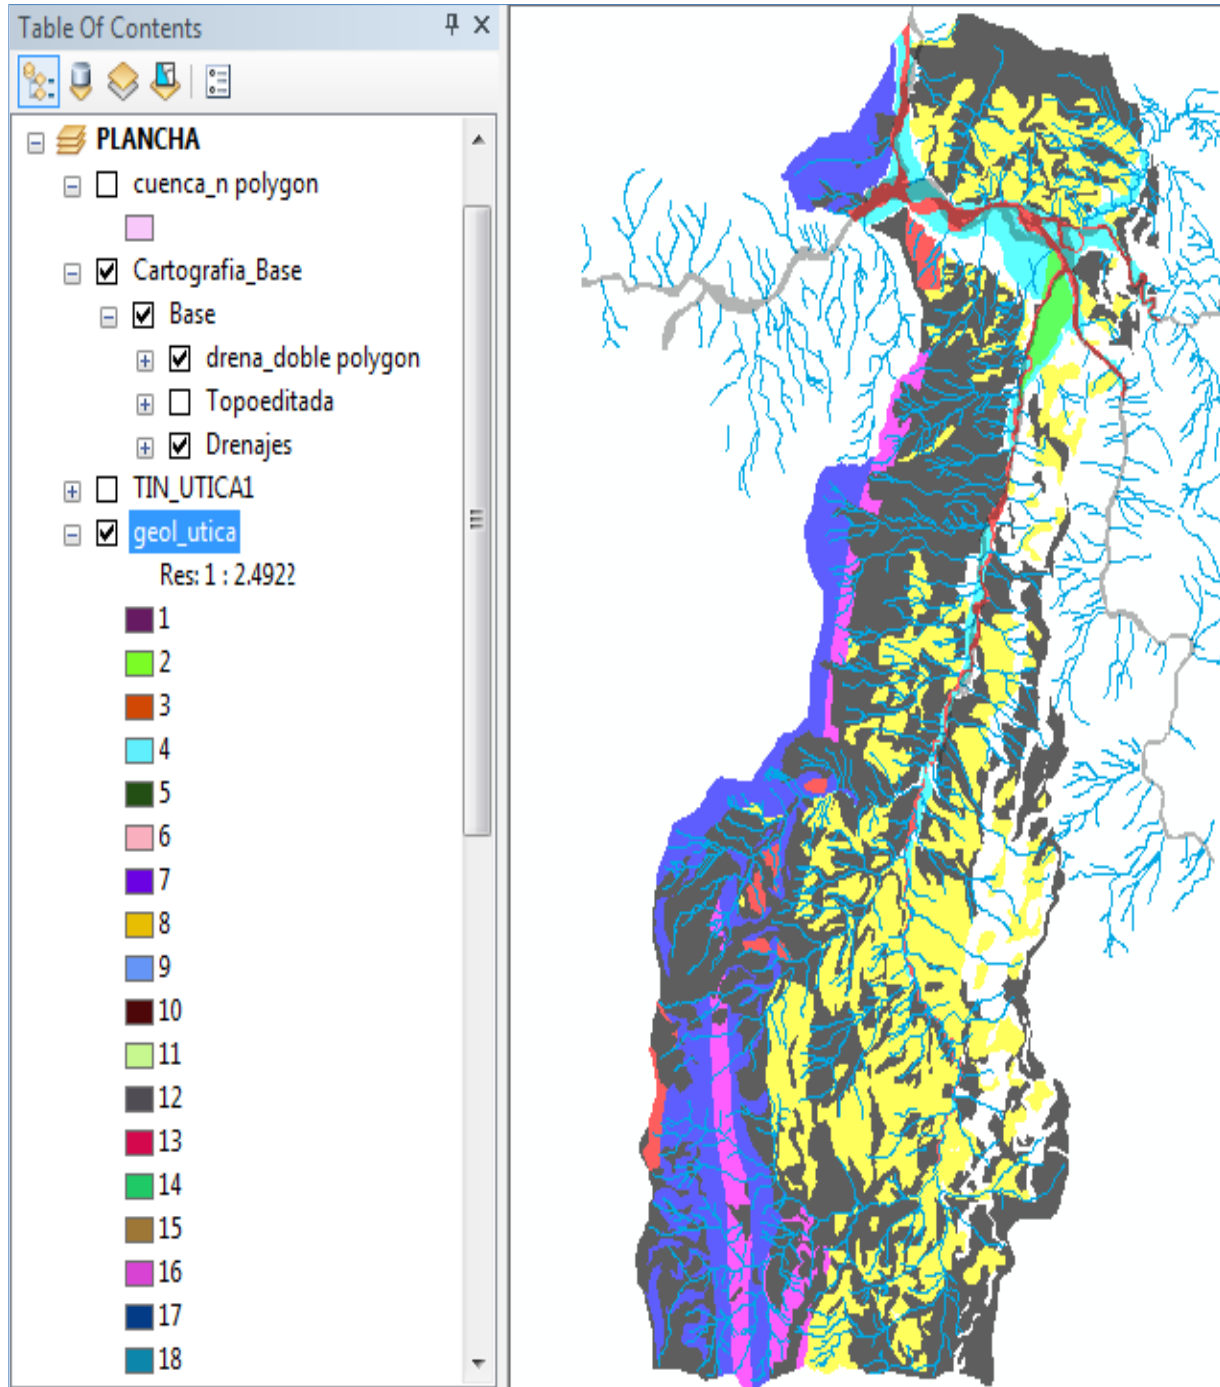 Table Of Contents
PLANCHA
cuenca_n polygon
Cartografia_Base
Base
drena_doble polygon
Topoeditada
Drenajes
TIN_UTICA1
geol_utica
Res: 1 : 2.4922
1
2
3
4
5
6
7
8
9
10
11
12
13
14
15
16
17
18